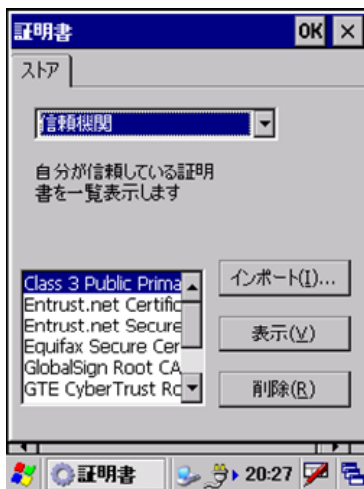 証明書 OK ×
ストア
信頼機関
自分が信頼している証明
書を一覧表示します
Class 3 Public Prima
Entrust.net Certific
Entrust.net Secure
Equifax Secure Cer
GlobalSign Root CA
GTE CyberTrust Rc
インポート(I)...
表示(V)
削除(R)
証明書 20:27